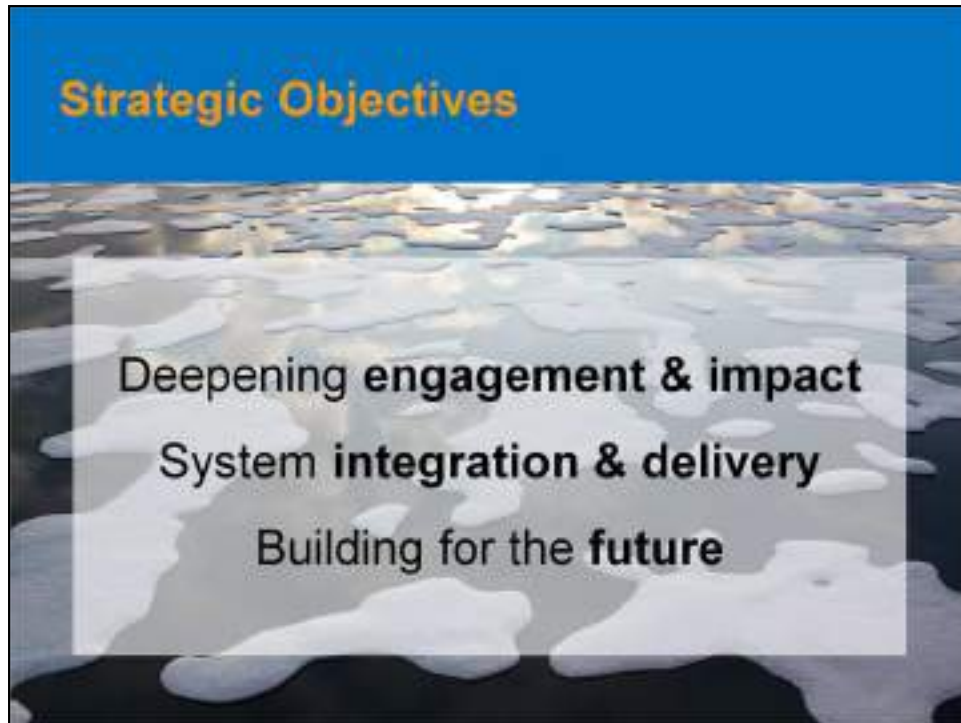 Strategic Objectives
Deepening engagement & impact
System integration & delivery
Building for the future